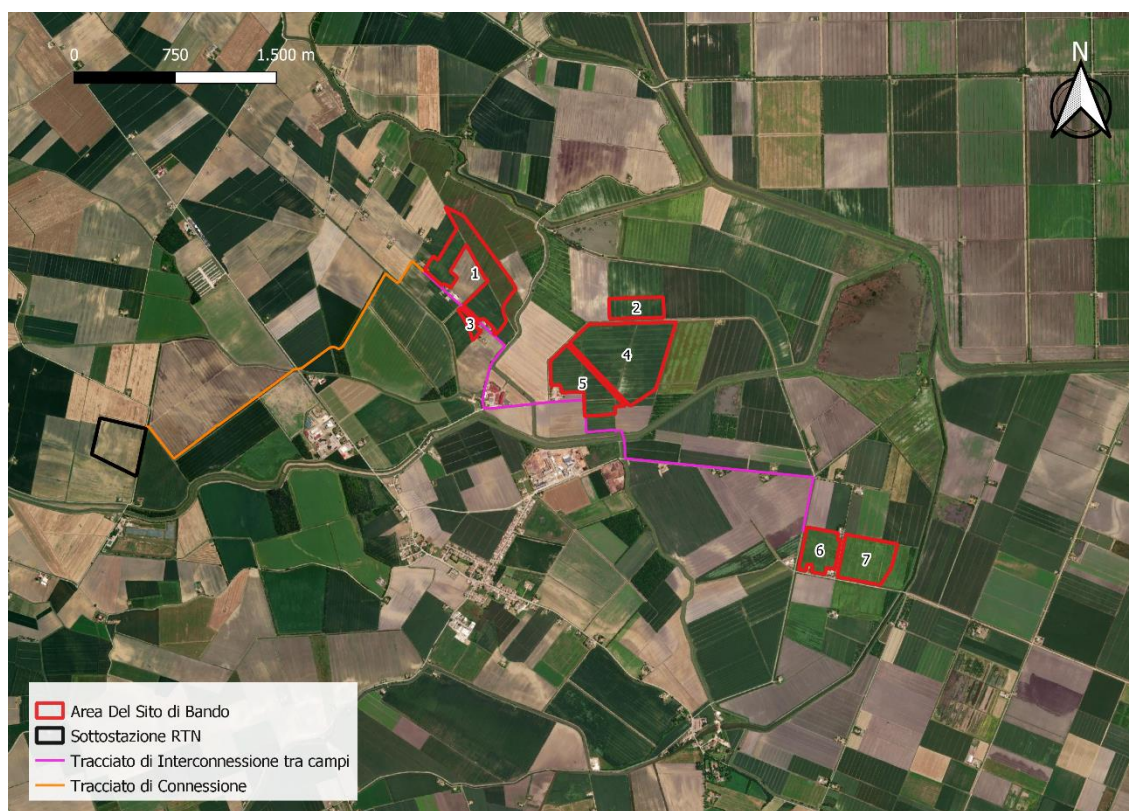 0 750 1.500 m
N
1
2
3
4
5
6
7
Area Del Sito di Bando
Sottostazione RTN
Tracciato di Interconnessione tra campi
Tracciato di Connessione